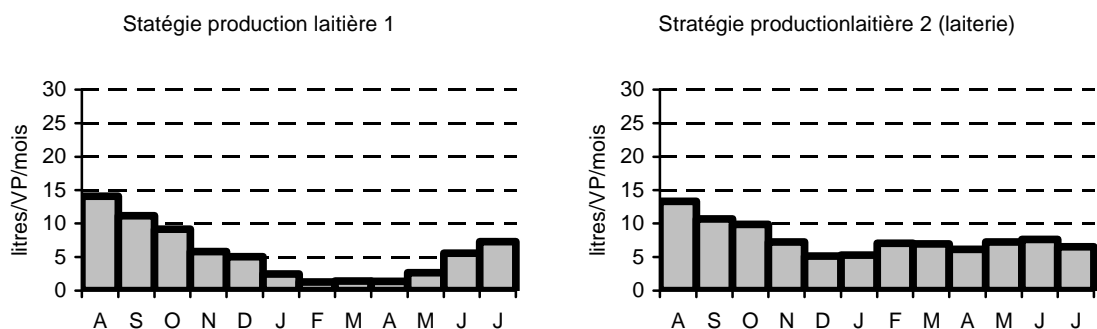 Statégie production laitière 1
litres/VP/mois
30
25
20
15
10
5
0
A S O N D J F M A M J J
Stratégie productionlaitière 2 (laiterie)
litres/VP/mois
30
25
20
15
10
5
0
A S O N D J F M A M J J